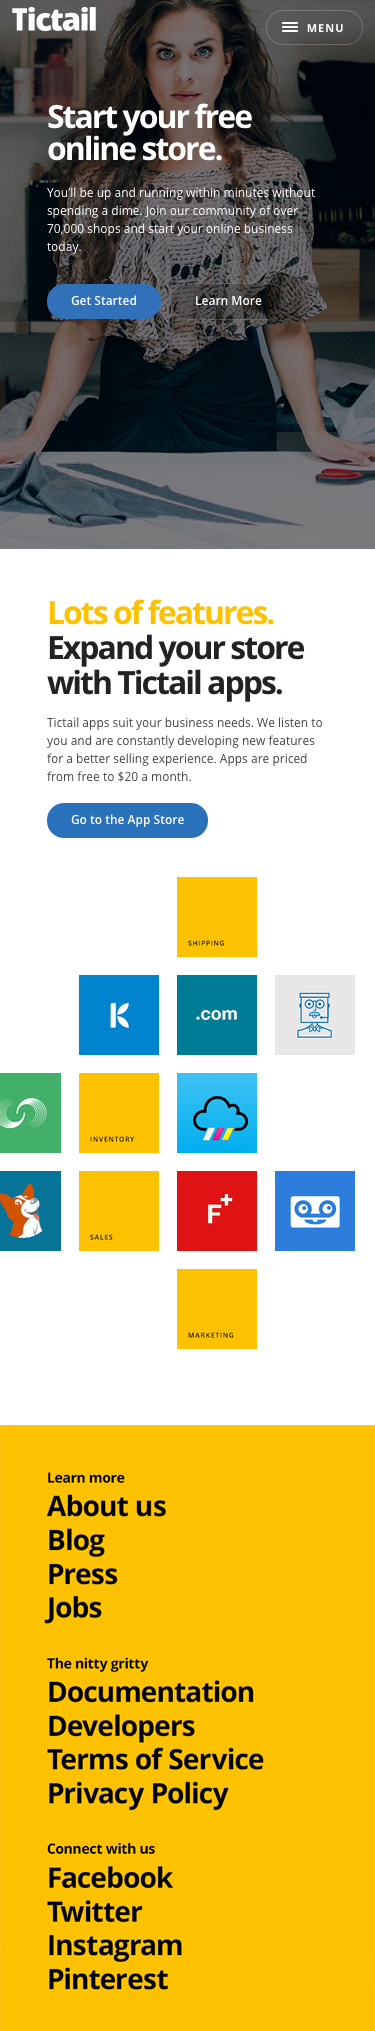 Tictail
MENU
Start your free
online store.
You'll be up and running within minutes without
spending a dime. Join our community of over
70,000 shops and start your online business
today.
Get Started
Learn More
Lots of features.
Expand your store
with Tictail apps.
Tictail apps suit your business needs. We listen to
you and are constantly developing new features
for a better selling experience. Apps are priced
from free to $20 a month.
Go to the App Store
SHIPPING
K
.com
INVENTORY
SALES
F+
MARKETING
Learn more
About us
Blog
Press
Jobs
The nitty gritty
Documentation
Developers
Terms of Service
Privacy Policy
Connect with us
Facebook
Twitter
Instagram
Pinterest